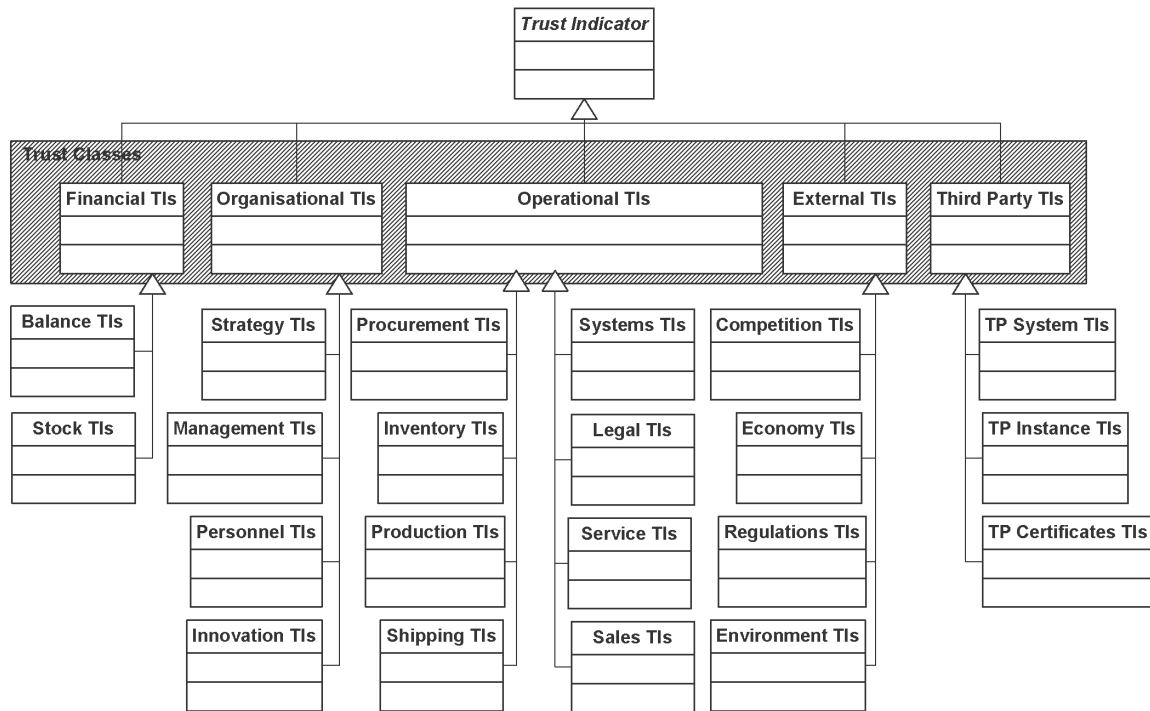 Trust Indicator
Trust Classes
Financial TIs
Organisational TIs
Operational TIs
External TIs
Third Party TIs
Balance TIs
Strategy TIs
Procurement TIs
Systems TIs
Competition TIs
TP System TIs
Stock TIs
Management TIs
Inventory TIs
Legal TIs
Economy TIs
TP Instance TIs
Personnel TIs
Production TIs
Service TIs
Regulations TIs
TP Certificates TIs
Innovation TIs
Shipping TIs
Sales TIs
Environment TIs